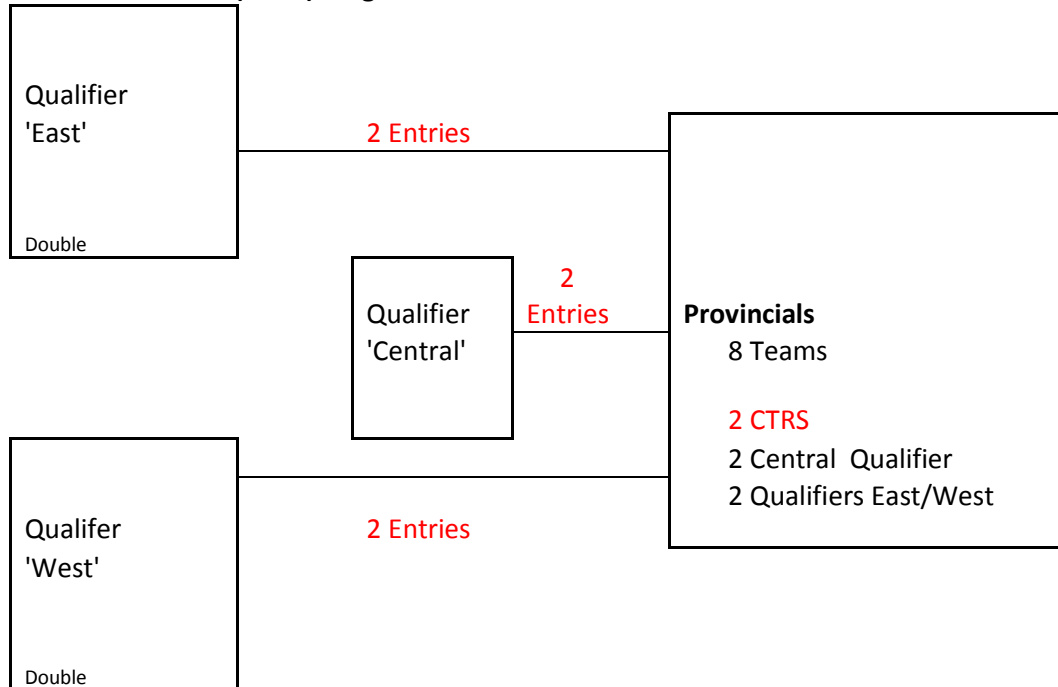 Qualifier
'East'
2 Entries
Double
2
Entries
Qualifier
'Central'
Provincials
8 Teams
2 CTRS
2 Central Qualifier
2 Qualifiers East/West
Qualifer
'West'
2 Entries
Double